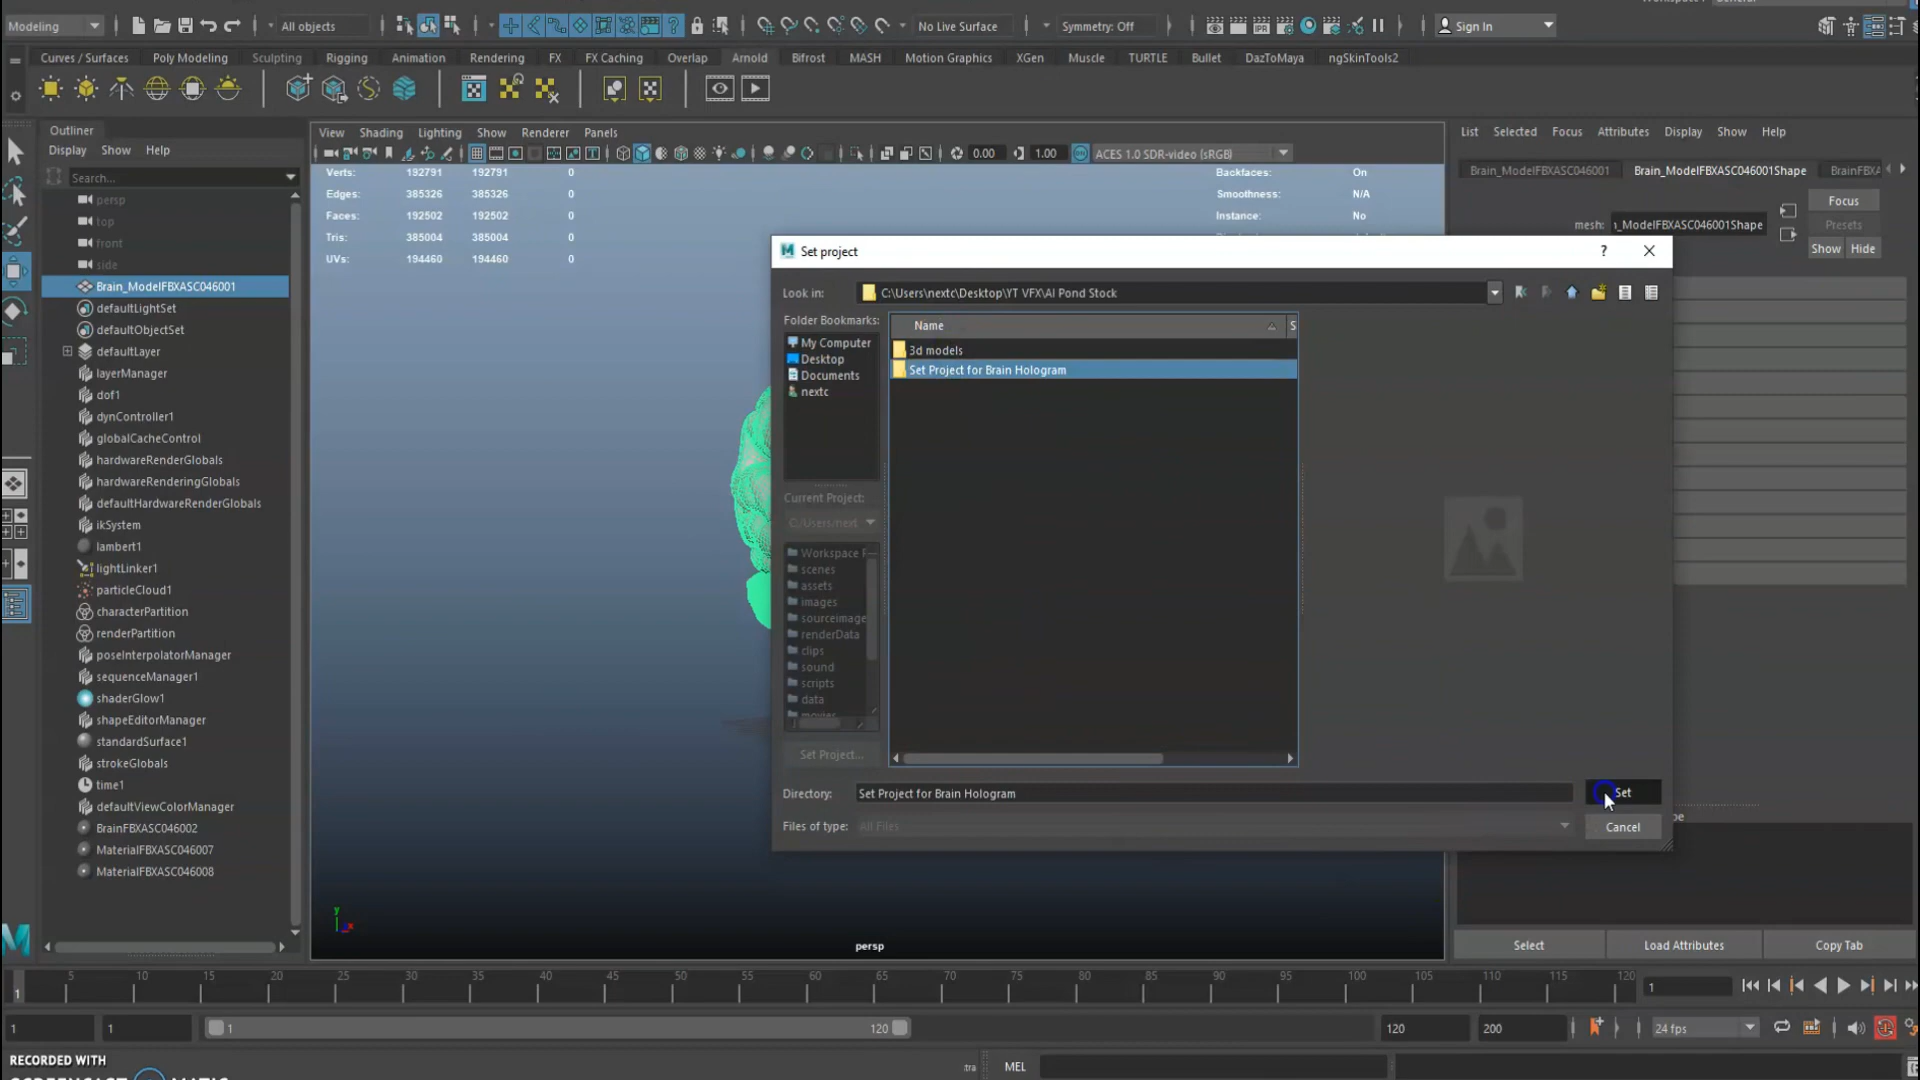 Modeling
All objects
No Live Surface
Symmetry: Off
Sign In
Curves / Surfaces Poly Modeling Sculpting Rigging Animation Rendering FX FX Caching Overlap Arnold Bifrost MASH Motion Graphics XGen Muscle TURTLE Bullet DazToMaya ngSkinTools2
Outliner
Display Show Help
Search...
persp
top
front
side
Brain_ModelFBXASC046001
defaultLightSet
defaultObjectSet
defaultLayer
layerManager
dof1
dynController1
globalCacheControl
hardwareRenderGlobals
hardwareRenderingGlobals
defaultHardwareRenderGlobals
ikSystem
lambert1
lightLinker1
particleCloud1
characterPartition
renderPartition
poseInterpolatorManager
sequenceManager1
shaderGlow1
shapeEditorManager
standardSurface1
strokeGlobals
time1
defaultViewColorManager
BrainFBXASC046002
MaterialFBXASC046007
MaterialFBXASC046008
View Shading Lighting Show Renderer Panels
0.00 1.00 ACES 1.0 SDR-video (sRGB)
Verts: 192791 192791 0
Edges: 385326 385326 0
Faces: 192502 192502 0
Tris: 385004 385004 0
UVs: 194460 194460 0
Backfaces: On
Smoothness: N/A
Instance: No
Set project
? 
Look in: C:\Users\nextc\Desktop\YT VFX\AI Pond Stock
Folder Bookmarks:
My Computer
Desktop
Documents
nextc
Current Project:
C:/Users/next
Workspace
scenes
assets
images
sourceimage
renderData
clips
sound
scripts
data
movies
Set Project...
Name S
3d models
Set Project for Brain Hologram
Directory: Set Project for Brain Hologram
Set
Files of type: All Files
Cancel
persp
y
x
List Selected Focus Attributes Display Show Help
Brain_ModelFBXASC046001 Brain_ModelFBXASC046001Shape BrainFBXA
Focus
Presets
mesh: _ModelFBXASC046001Shape
Show Hide
Select Load Attributes Copy Tab
1 5 10 15 20 25 30 35 40 45 50 55 60 65 70 75 80 85 90 95 100 105 110 115 120
1
1 1 1 120 120 200 24 fps
MEL
RECORDED WITH